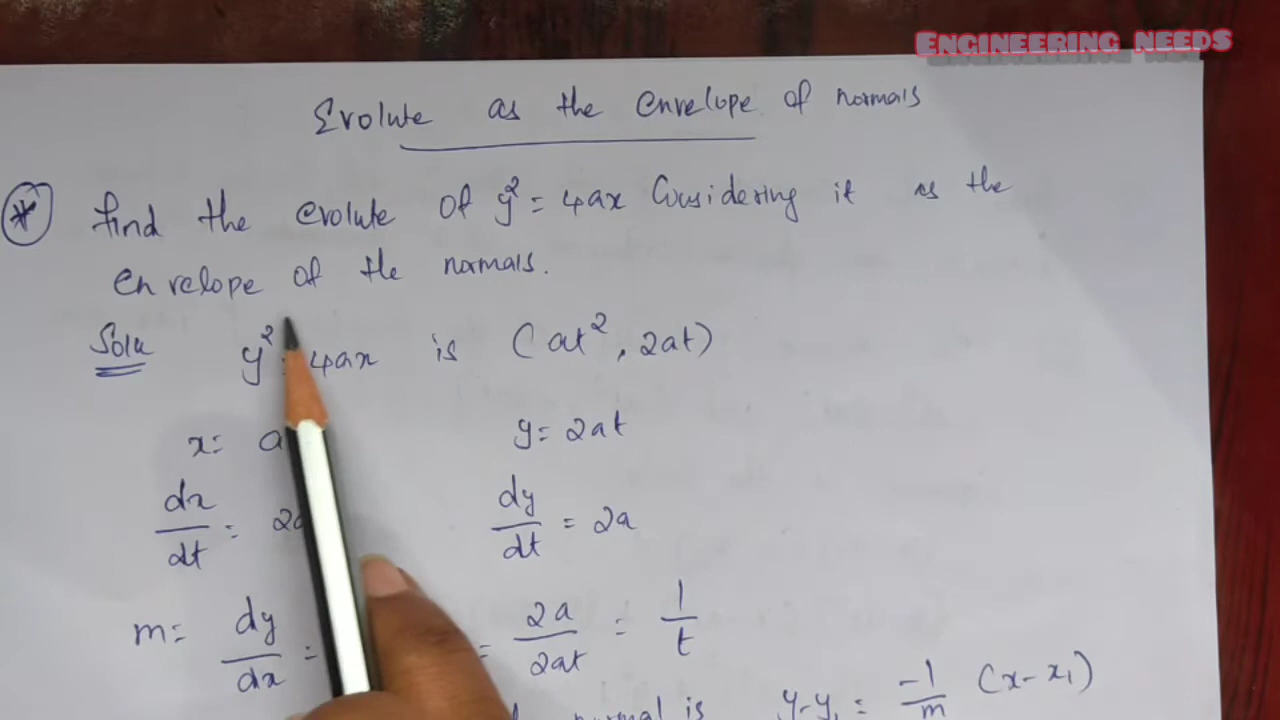 ENGINEERING NEEDS
Evolute as the envelope of normals
* find the evolute of y² = 4ax Considering it as the
envelope of the normals.
Solu y² = 4ax is (at², 2at)
x = a y = 2at
dx/dt = 2a dy/dt = 2a
m = dy/dx = = 2a/2at = 1/t
normal is y-y₁ = -1/m (x-x₁)